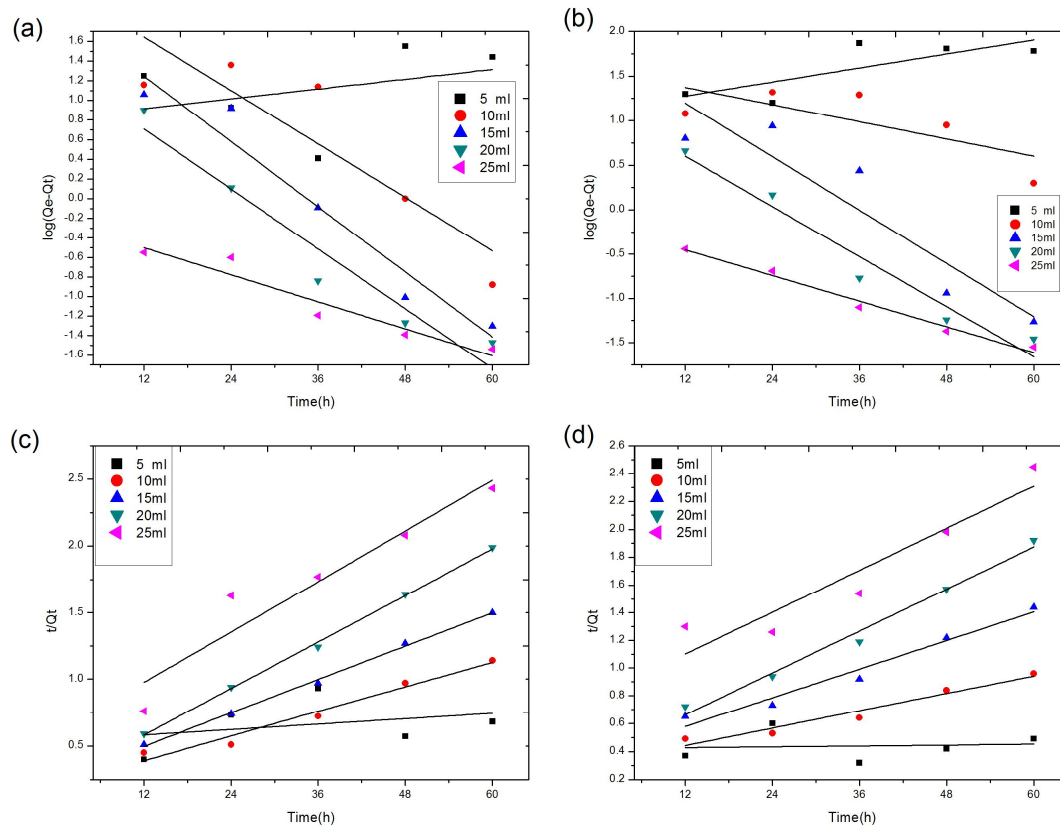 (a)
1.6
1.4
1.2
1.0
0.8
0.6
0.4
0.2
0.0
-0.2
-0.4
-0.6
-0.8
-1.0
-1.2
-1.4
-1.6
log(Qe-Qt)
12 24 36 48 60
Time(h)
5 ml
10ml
15ml
20ml
25ml
(b)
2.0
1.5
1.0
0.5
0.0
-0.5
-1.0
-1.5
log(Qe-Qt)
12 24 36 48 60
Time(h)
5 ml
10ml
15ml
20ml
25ml
(c)
2.5
2.0
1.5
1.0
0.5
t/Qt
12 24 36 48 60
Time(h)
5 ml
10ml
15ml
20ml
25ml
(d)
2.6
2.4
2.2
2.0
1.8
1.6
1.4
1.2
1.0
0.8
0.6
0.4
0.2
t/Qt
12 24 36 48 60
Time(h)
5ml
10ml
15ml
20ml
25ml